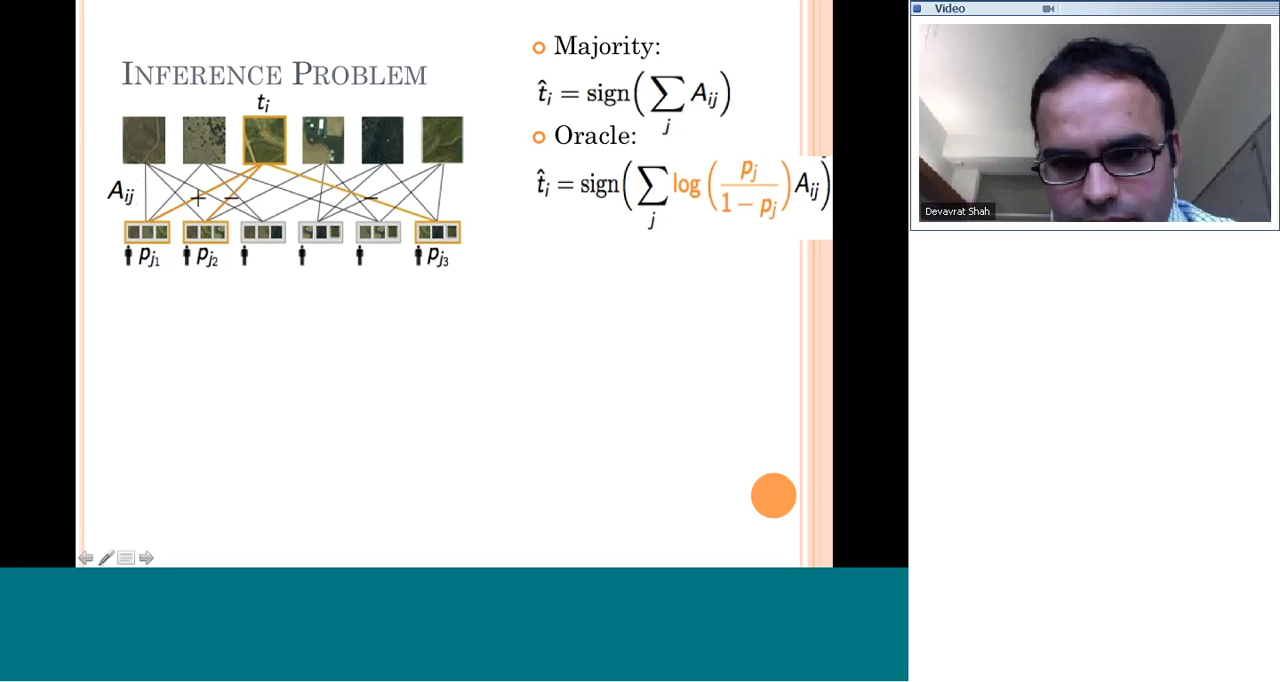 INFERENCE PROBLEM
t_i
A_ij
+ − −
p_j1 p_j2 p_j3
Majority:
t̂_i = sign(∑_j A_ij)
Oracle:
t̂_i = sign(∑_j log(p_j / 1 − p_j) A_ij)
Video
Devavrat Shah